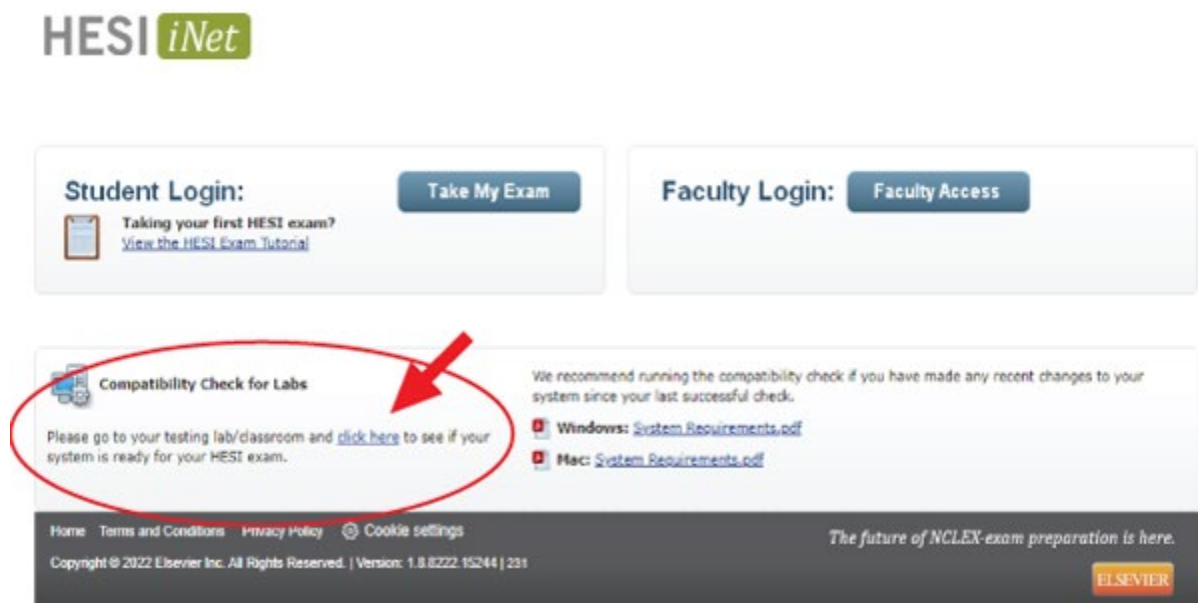 HESI iNet
Student Login:
Take My Exam
Taking your first HESI exam?
View the HESI Exam Tutorial
Faculty Login:
Faculty Access
Compatibility Check for Labs
Please go to your testing lab/classroom and click here to see if your
system is ready for your HESI exam.
We recommend running the compatibility check if you have made any recent changes to your
system since your last successful check.
Windows: System Requirements.pdf
Mac: System Requirements.pdf
Home Terms and Conditions Privacy Policy Cookie settings
Copyright © 2022 Elsevier Inc. All Rights Reserved. | Version: 1.8.8222.15244 | 231
The future of NCLEX-exam preparation is here.
ELSEVIER